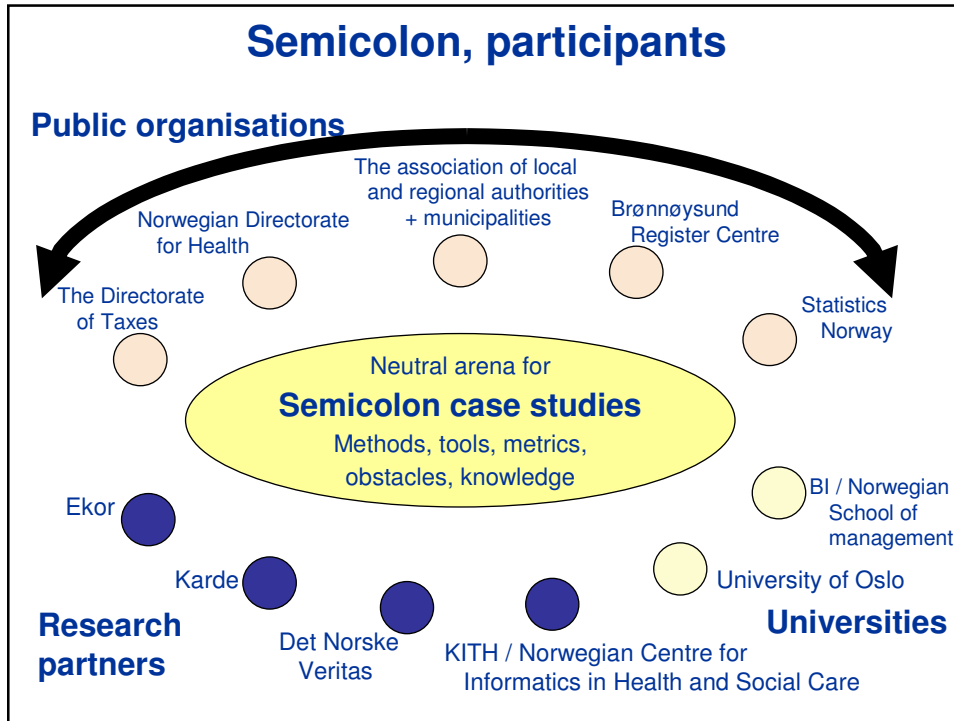 Semicolon, participants
Public organisations
The association of local
and regional authorities
+ municipalities
Norwegian Directorate
for Health
Brønnøysund
Register Centre
The Directorate
of Taxes
Statistics
Norway
Neutral arena for
Semicolon case studies
Methods, tools, metrics,
obstacles, knowledge
Ekor
BI / Norwegian
School of
management
Karde
University of Oslo
Research
partners
Universities
Det Norske
Veritas
KITH / Norwegian Centre for
Informatics in Health and Social Care